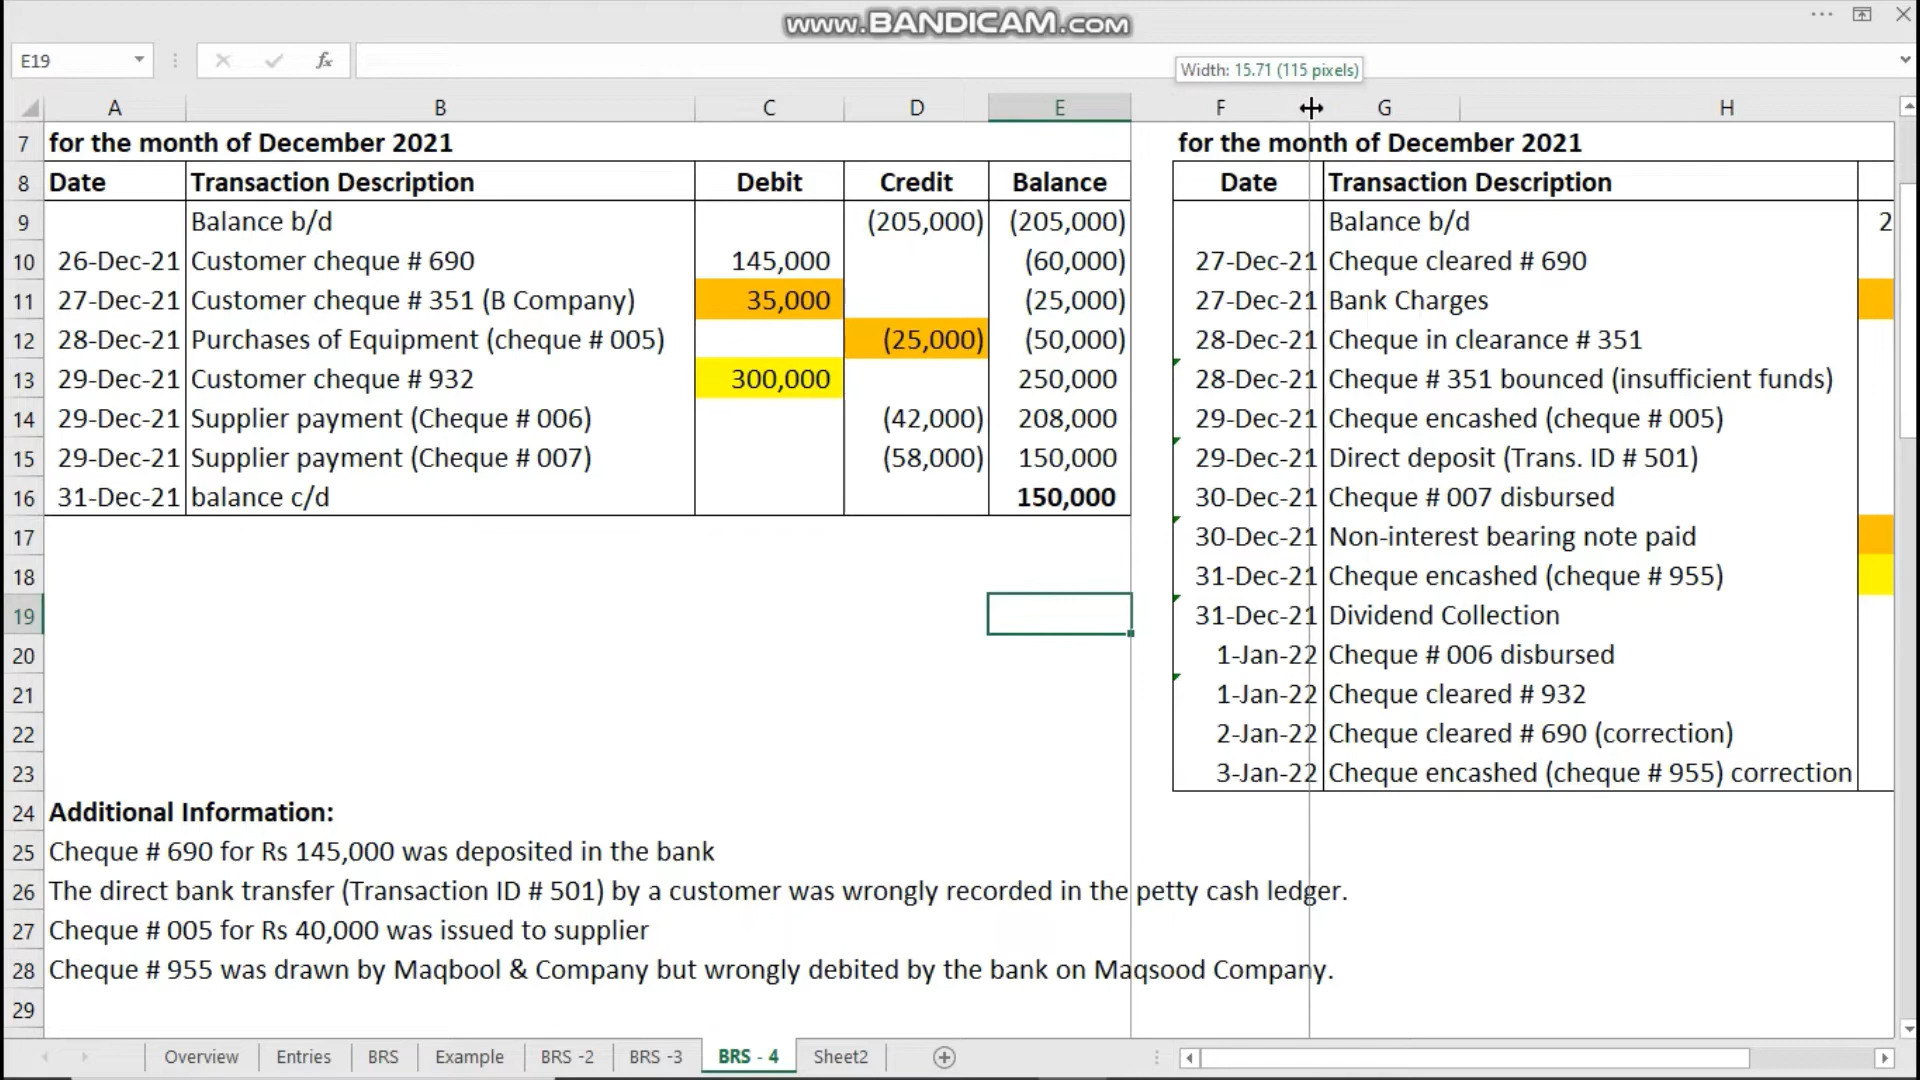 www.BANDICAM.com
E19
fx
Width: 15.71 (115 pixels)
A B C D E F G H
7 for the month of December 2021 for the month of December 2021
8 Date Transaction Description Debit Credit Balance Date Transaction Description
9 Balance b/d (205,000) (205,000) Balance b/d 2
10 26-Dec-21 Customer cheque # 690 145,000 (60,000) 27-Dec-21 Cheque cleared # 690
11 27-Dec-21 Customer cheque # 351 (B Company) 35,000 (25,000) 27-Dec-21 Bank Charges
12 28-Dec-21 Purchases of Equipment (cheque # 005) (25,000) (50,000) 28-Dec-21 Cheque in clearance # 351
13 29-Dec-21 Customer cheque # 932 300,000 250,000 28-Dec-21 Cheque # 351 bounced (insufficient funds)
14 29-Dec-21 Supplier payment (Cheque # 006) (42,000) 208,000 29-Dec-21 Cheque encashed (cheque # 005)
15 29-Dec-21 Supplier payment (Cheque # 007) (58,000) 150,000 29-Dec-21 Direct deposit (Trans. ID # 501)
16 31-Dec-21 balance c/d 150,000 30-Dec-21 Cheque # 007 disbursed
17 30-Dec-21 Non-interest bearing note paid
18 31-Dec-21 Cheque encashed (cheque # 955)
19 31-Dec-21 Dividend Collection
20 1-Jan-22 Cheque # 006 disbursed
21 1-Jan-22 Cheque cleared # 932
22 2-Jan-22 Cheque cleared # 690 (correction)
23 3-Jan-22 Cheque encashed (cheque # 955) correction
24 Additional Information:
25 Cheque # 690 for Rs 145,000 was deposited in the bank
26 The direct bank transfer (Transaction ID # 501) by a customer was wrongly recorded in the petty cash ledger.
27 Cheque # 005 for Rs 40,000 was issued to supplier
28 Cheque # 955 was drawn by Maqbool & Company but wrongly debited by the bank on Maqsood Company.
29
Overview Entries BRS Example BRS -2 BRS -3 BRS - 4 Sheet2